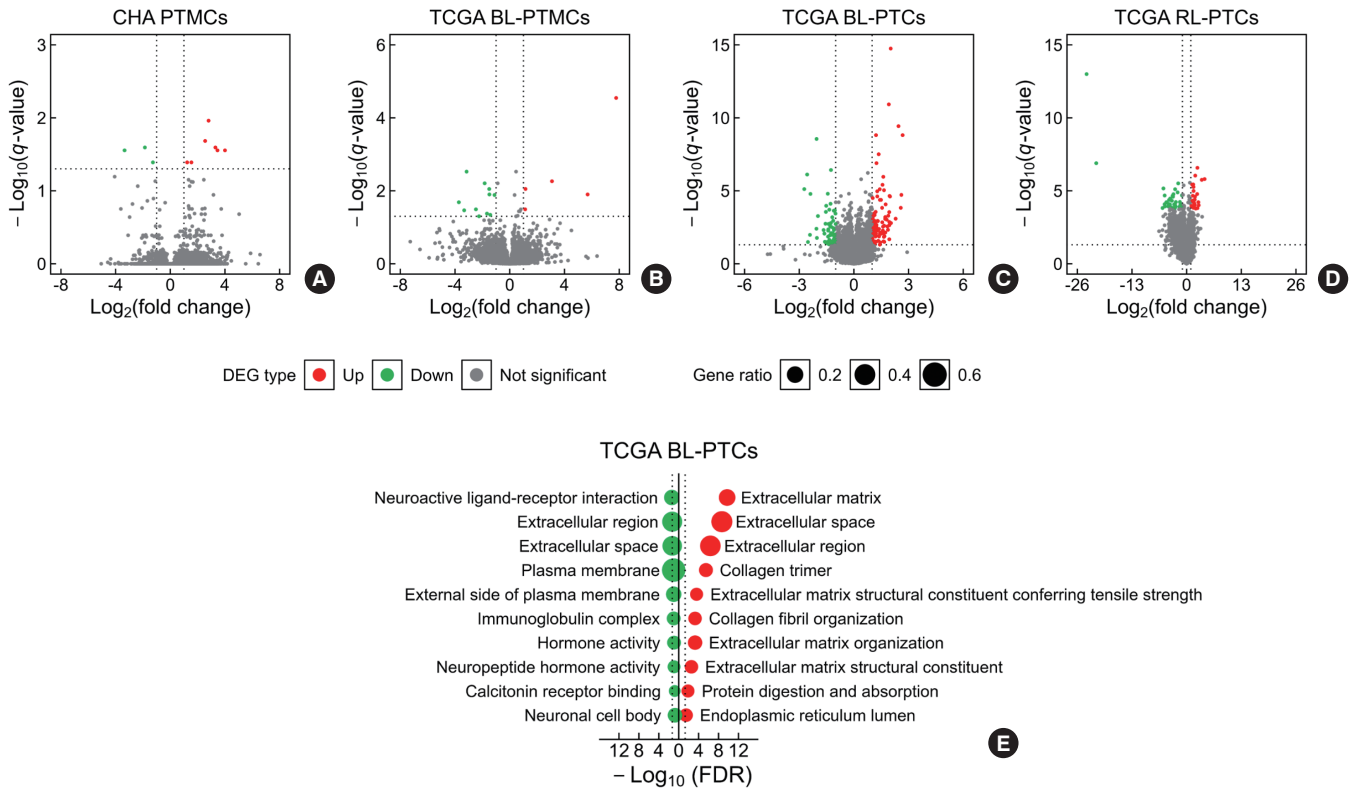 CHA PTMCs
TCGA BL-PTMCs
TCGA BL-PTCs
TCGA RL-PTCs
– Log10(q-value)
3
2
1
0
-8 -4 0 4 8
Log2(fold change)
A
– Log10(q-value)
6
4
2
0
-8 -4 0 4 8
Log2(fold change)
B
– Log10(q-value)
15
10
5
0
-6 -3 0 3 6
Log2(fold change)
C
– Log10(q-value)
15
10
5
0
-26 -13 0 13 26
Log2(fold change)
D
DEG type Up Down Not significant
Gene ratio 0.2 0.4 0.6
TCGA BL-PTCs
Neuroactive ligand-receptor interaction Extracellular matrix
Extracellular region Extracellular space
Extracellular space Extracellular region
Plasma membrane Collagen trimer
External side of plasma membrane Extracellular matrix structural constituent conferring tensile strength
Immunoglobulin complex Collagen fibril organization
Hormone activity Extracellular matrix organization
Neuropeptide hormone activity Extracellular matrix structural constituent
Calcitonin receptor binding Protein digestion and absorption
Neuronal cell body Endoplasmic reticulum lumen
12 8 4 0 4 8 12
– Log10 (FDR)
E